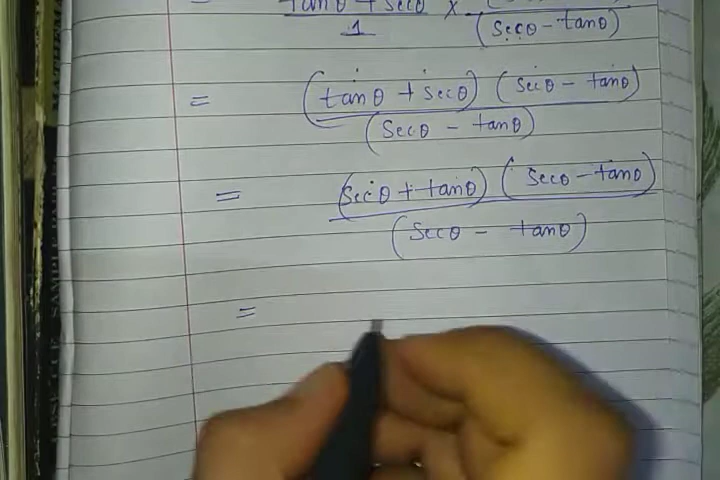 = tanθ + secθ / 1 × / (secθ - tanθ)
= (tanθ + secθ) (secθ - tanθ) / (secθ - tanθ)
= (secθ + tanθ) (secθ - tanθ) / (secθ - tanθ)
=